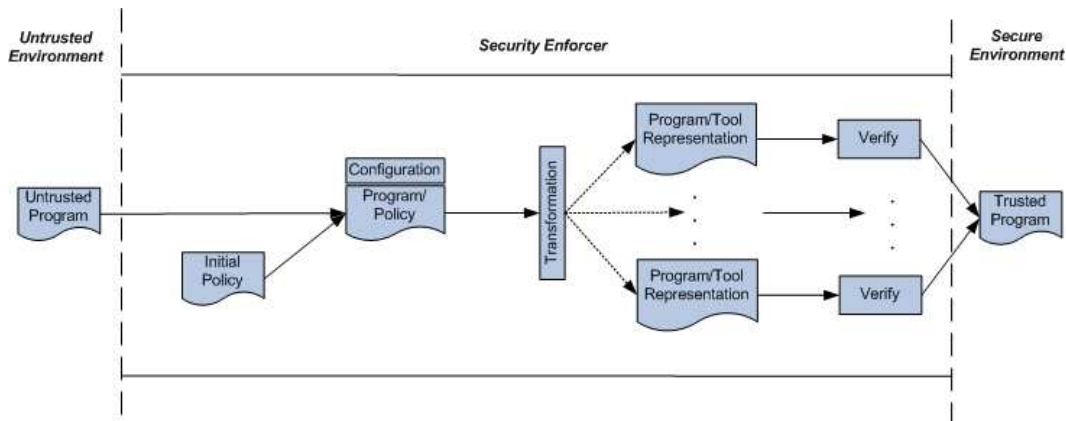 Untrusted
Environment
Security Enforcer
Secure
Environment
Untrusted
Program
Initial
Policy
Configuration
Program/
Policy
Transformation
Program/Tool
Representation
Verify
Program/Tool
Representation
Verify
Trusted
Program